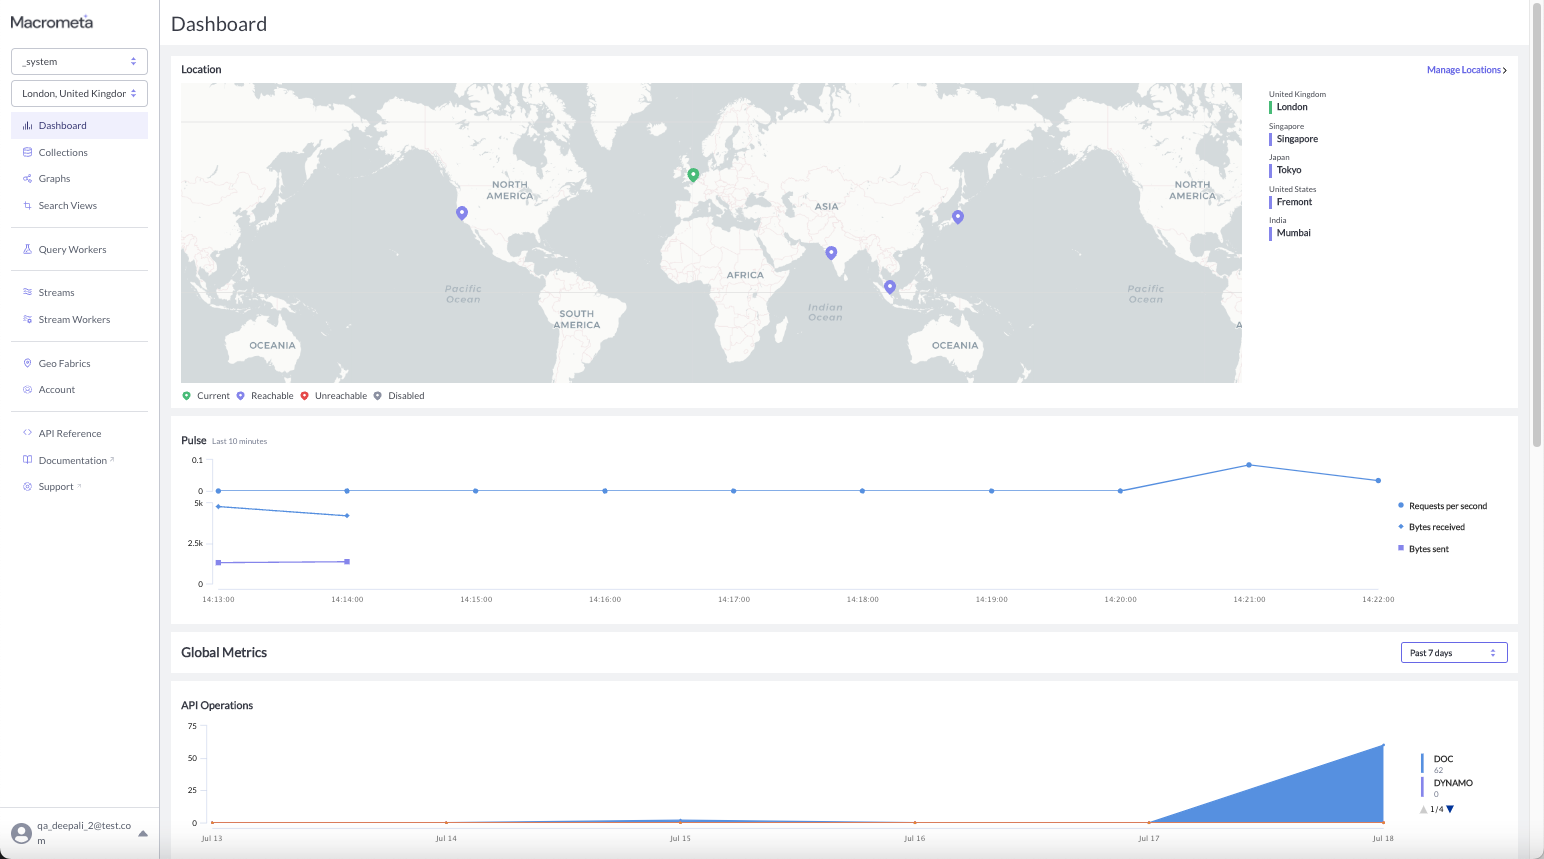 Macrometa
_system
London, United Kingdor
Dashboard
Collections
Graphs
Search Views
Query Workers
Streams
Stream Workers
Geo Fabrics
Account
API Reference
Documentation
Support
qa_deepali_2@test.co
m
Dashboard
Location
Manage Locations
NORTH
AMERICA
ASIA
NORTH
AMERICA
AFRICA
Pacific
Ocean
Indian
Ocean
Pacific
Ocean
SOUTH
AMERICA
A
OCEANIA
OCEANIA
United Kingdom
London
Singapore
Singapore
Japan
Tokyo
United States
Fremont
India
Mumbai
Current Reachable Unreachable Disabled
Pulse Last 10 minutes
0.1
0
5k
2.5k
0
14:13:00 14:14:00 14:15:00 14:16:00 14:17:00 14:18:00 14:19:00 14:20:00 14:21:00 14:22:00
Requests per second
Bytes received
Bytes sent
Global Metrics
Past 7 days
API Operations
75
50
25
0
Jul 13 Jul 14 Jul 15 Jul 16 Jul 17 Jul 18
DOC
62
DYNAMO
0
1/4